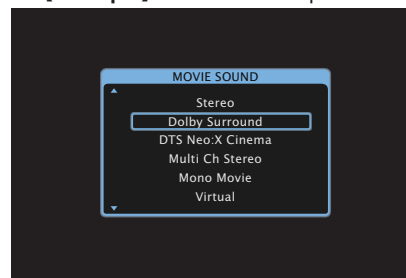 MOVIE SOUND
Stereo
Dolby Surround
DTS Neo:X Cinema
Multi Ch Stereo
Mono Movie
Virtual